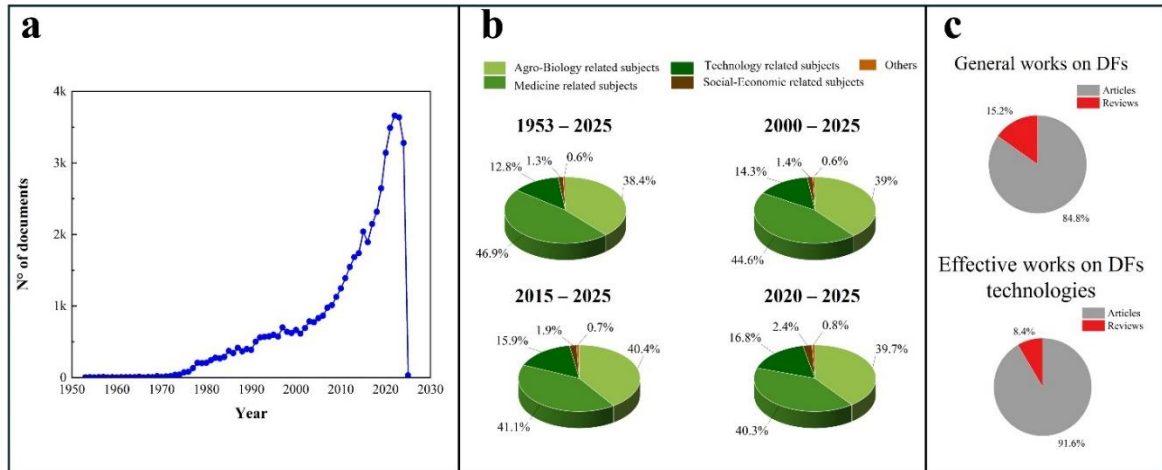 a
4k
3k
2k
1k
0
1950 1960 1970 1980 1990 2000 2010 2020 2030
Year
N° of documents
b
Agro-Biology related subjects
Technology related subjects
Others
Medicine related subjects
Social-Economic related subjects
1953 – 2025
12.8%
1.3%
0.6%
38.4%
46.9%
2000 – 2025
14.3%
1.4%
0.6%
39%
44.6%
2015 – 2025
15.9%
1.9%
0.7%
40.4%
41.1%
2020 – 2025
16.8%
2.4%
0.8%
39.7%
40.3%
c
General works on DFs
Articles
Reviews
15.2%
84.8%
Effective works on DFs
technologies
Articles
Reviews
8.4%
91.6%